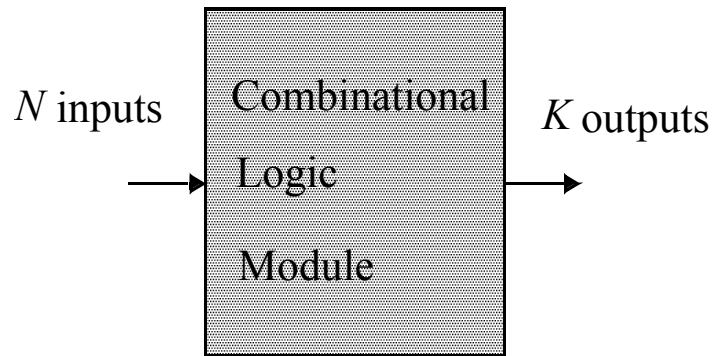 N inputs
Combinational
Logic
Module
K outputs